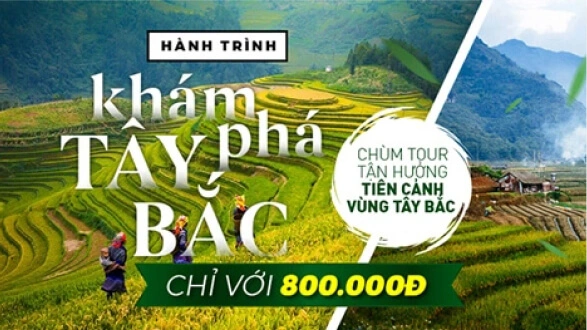 HÀNH TRÌNH
khám
phá
TÂY
BẮC
CHÙM TOUR
TẬN HƯỞNG
TIÊN CẢNH
VÙNG TÂY BẮC
CHỈ VỚI 800.000Đ